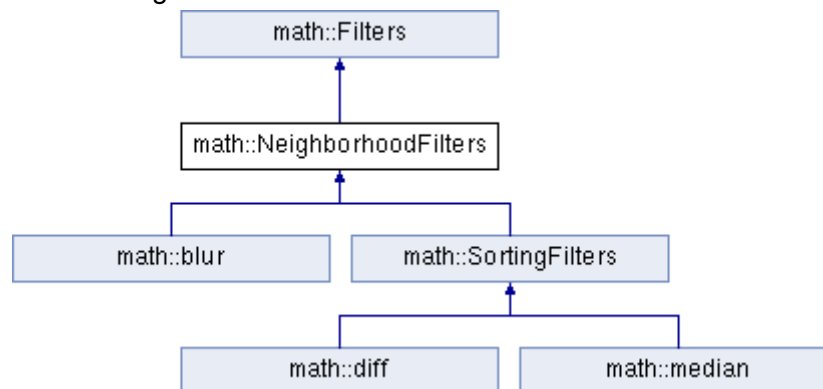 math::Filters
math::NeighborhoodFilters
math::blur
math::SortingFilters
math::diff
math::median